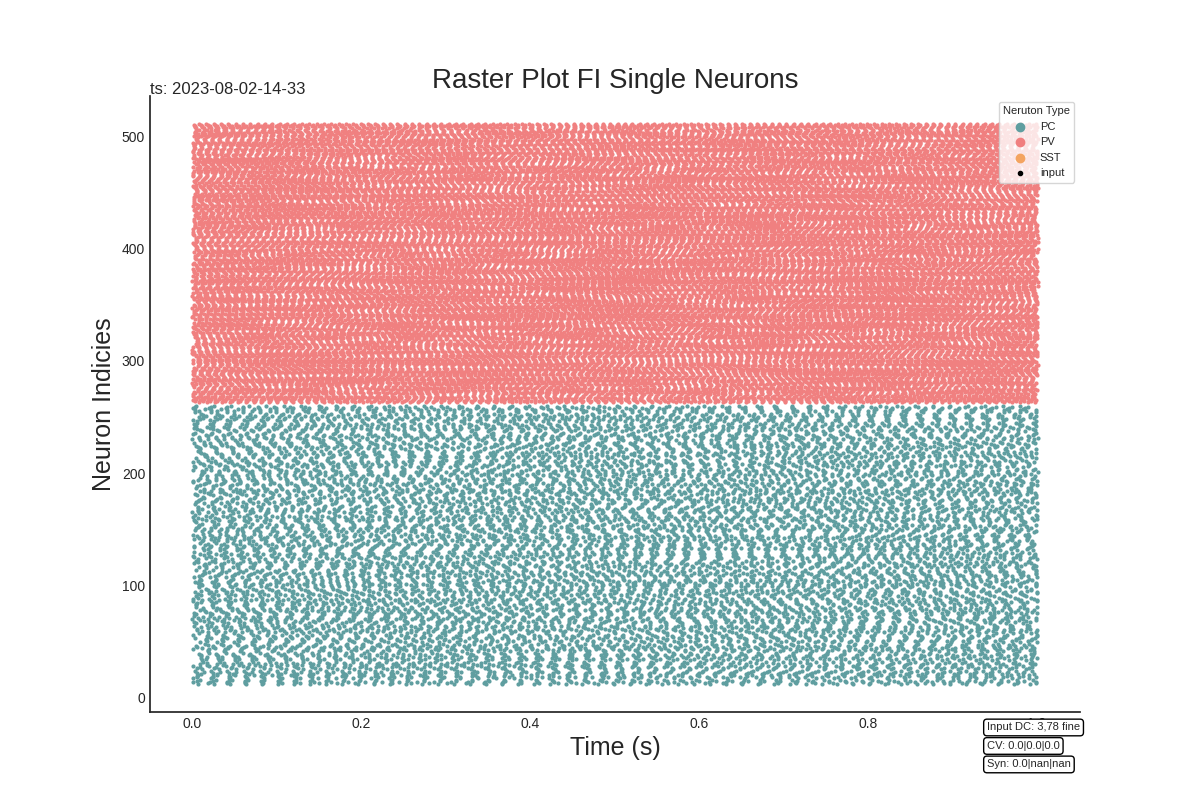 Raster Plot FI Single Neurons
ts: 2023-08-02-14-33
Neruton Type
PC
PV
SST
input
500
400
300
200
100
0
Neuron Indicies
0.0 0.2 0.4 0.6 0.8
Time (s)
Input DC: 3,78 fine
CV: 0.0|0.0|0.0
Syn: 0.0|nan|nan